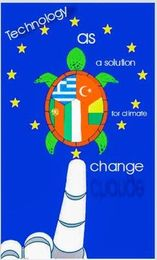 Technology
as
a solution
for climate
change